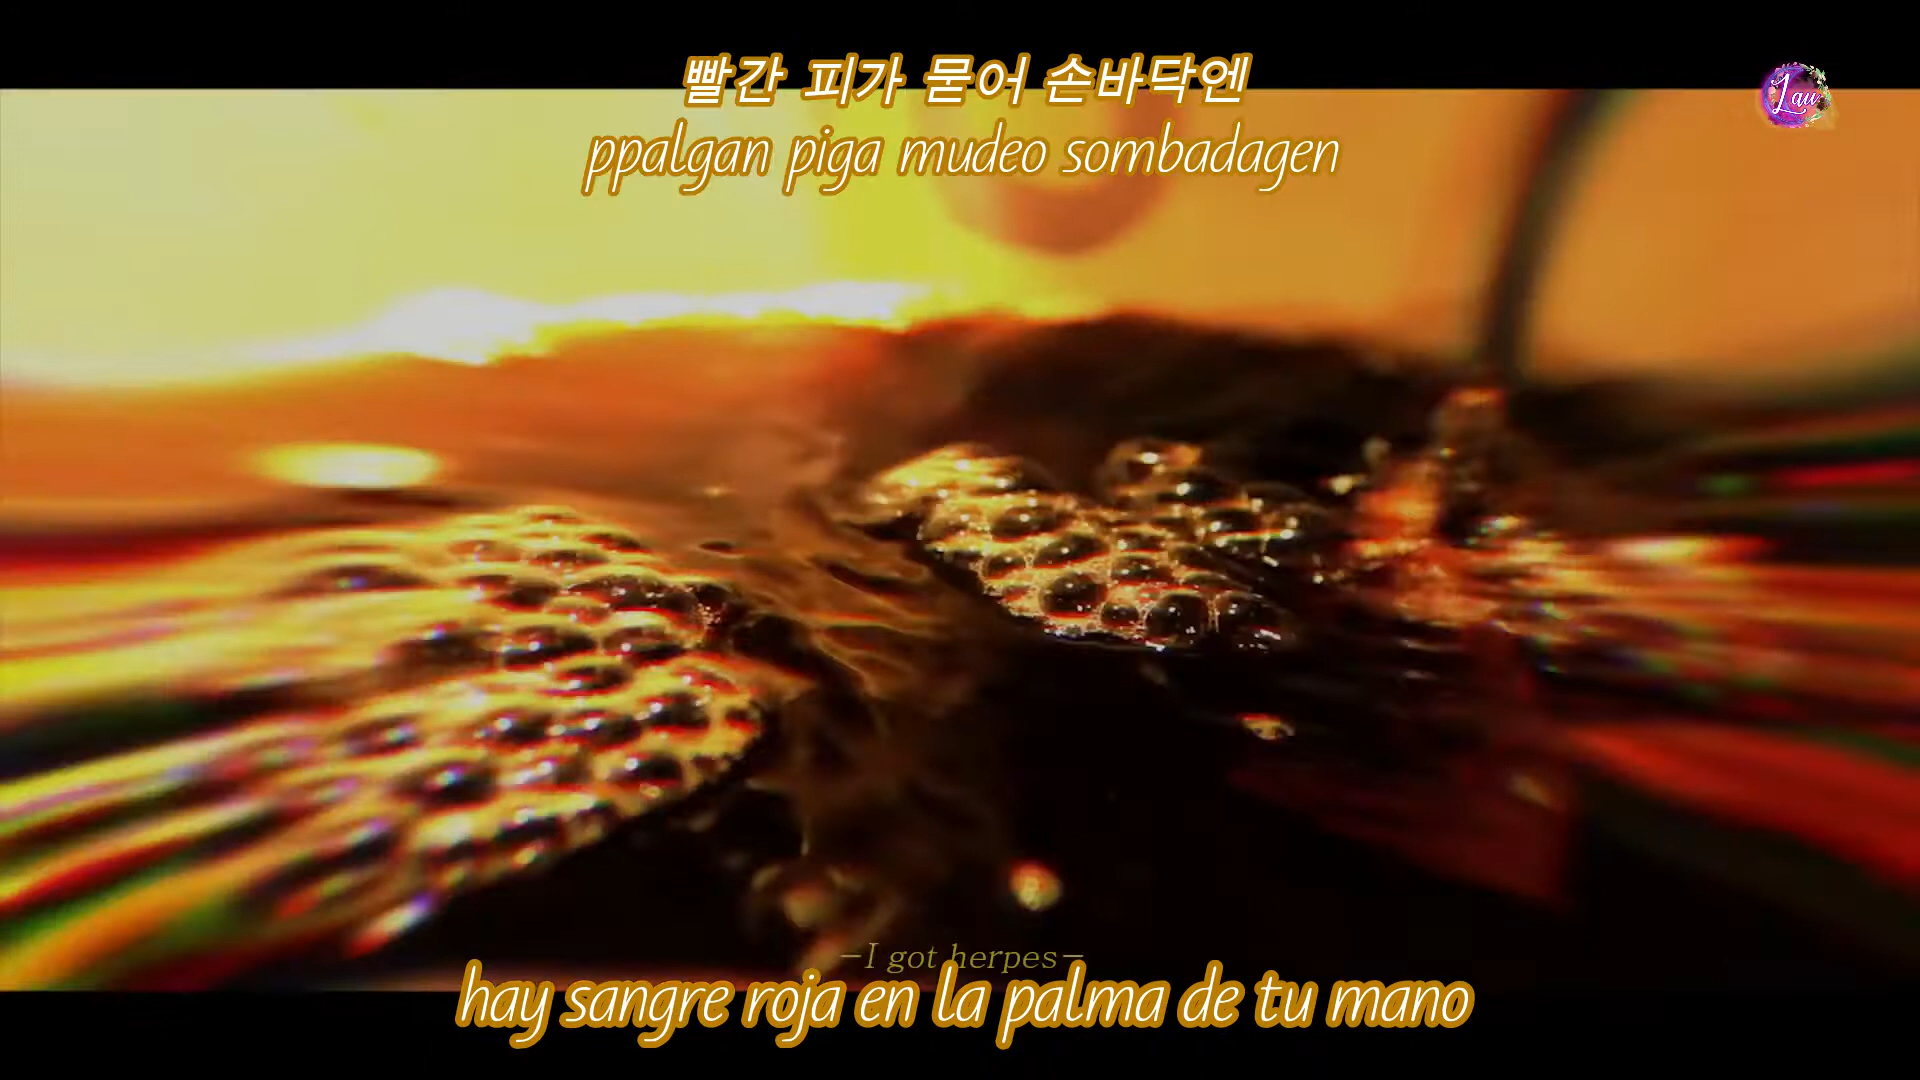 빨간 피가 묻어 손바닥엔
Lau
ppalgan piga mudeo sombadagen
-I got herpes-
hay sangre roja en la palma de tu mano